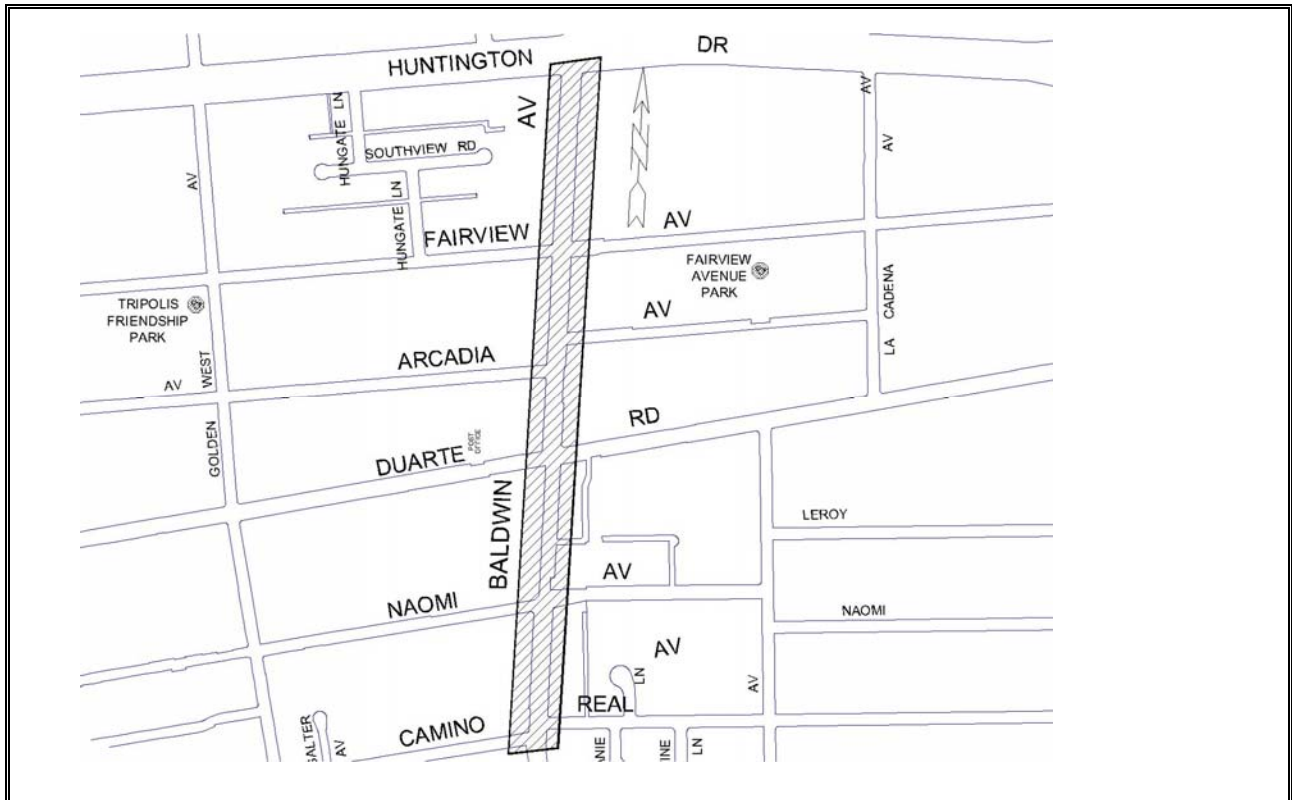 HUNTINGTON DR
AV
HUNGATE LN
SOUTHVIEW RD
AV
AV
AV
HUNGATE LN
FAIRVIEW AV
FAIRVIEW
AVENUE
PARK
TRIPOLIS
FRIENDSHIP
PARK
LA CADENA
ARCADIA AV
AV
GOLDEN WEST
DUARTE RD
POST
OFFICE
BALDWIN
LEROY
NAOMI AV
NAOMI
AV
AV
LN
CAMINO REAL
SALTER
AV
ANIE
INE
LN
N